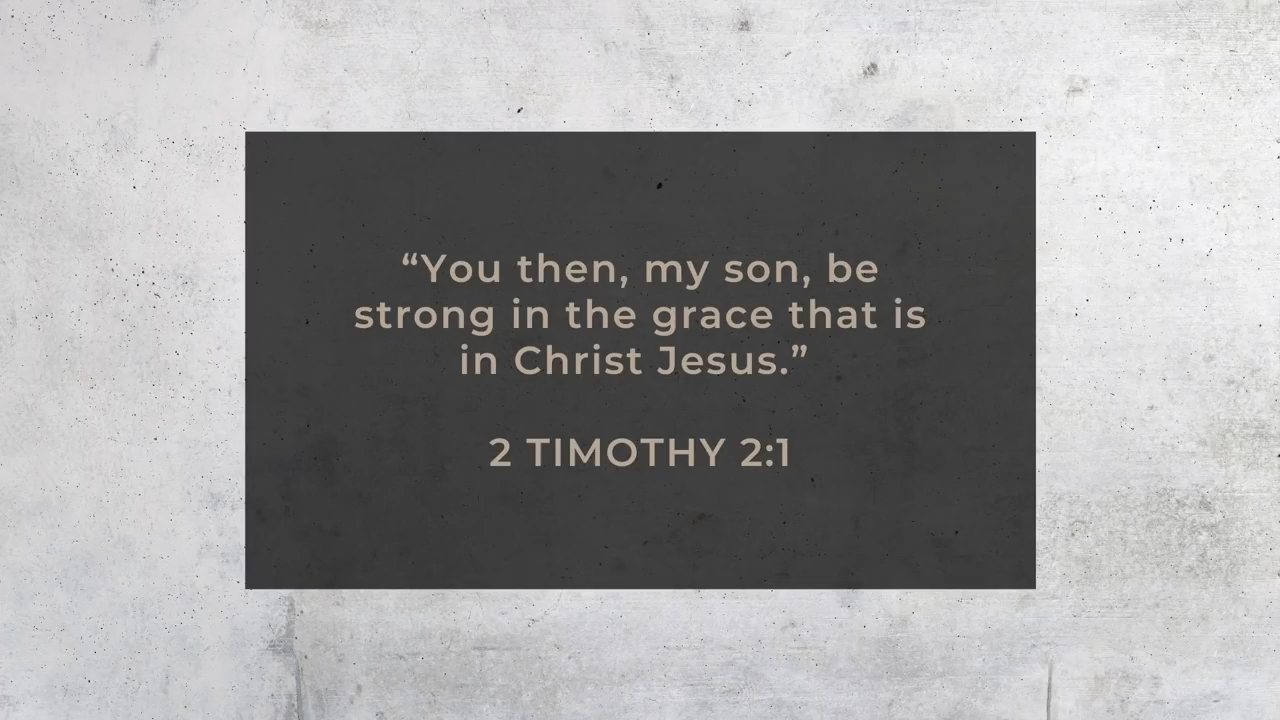 “You then, my son, be
strong in the grace that is
in Christ Jesus.”
2 TIMOTHY 2:1